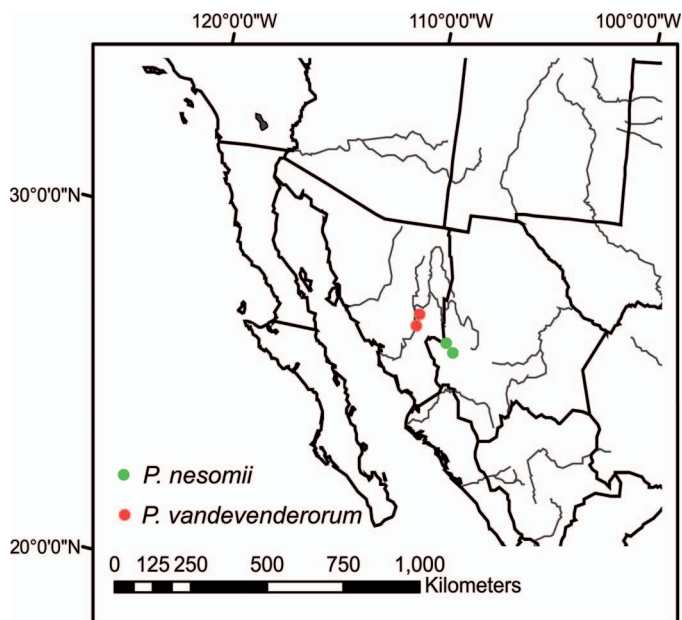 120°0'0"W 110°0'0"W 100°0'0"W
30°0'0"N
P. nesomii
P. vandevenderorum
20°0'0"N
0 125 250 500 750 1,000
Kilometers